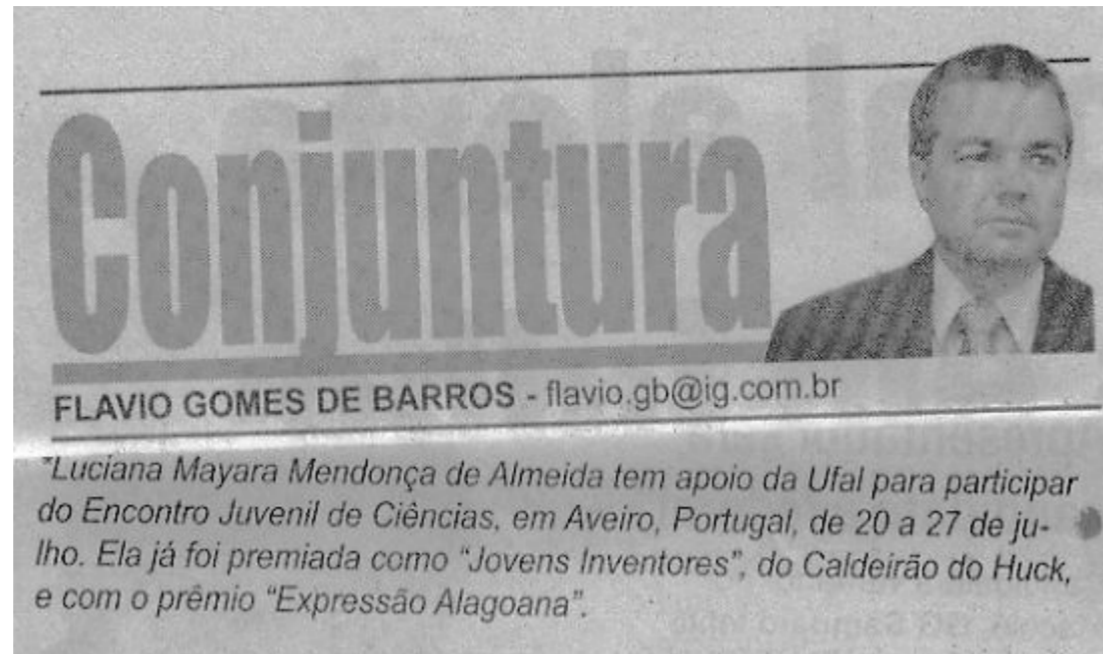 Conjuntura
FLAVIO GOMES DE BARROS - flavio.gb@ig.com.br
*Luciana Mayara Mendonça de Almeida tem apoio da Ufal para participar
do Encontro Juvenil de Ciências, em Aveiro, Portugal, de 20 a 27 de ju-
lho. Ela já foi premiada como “Jovens Inventores”, do Caldeirão do Huck,
e com o prêmio “Expressão Alagoana”.